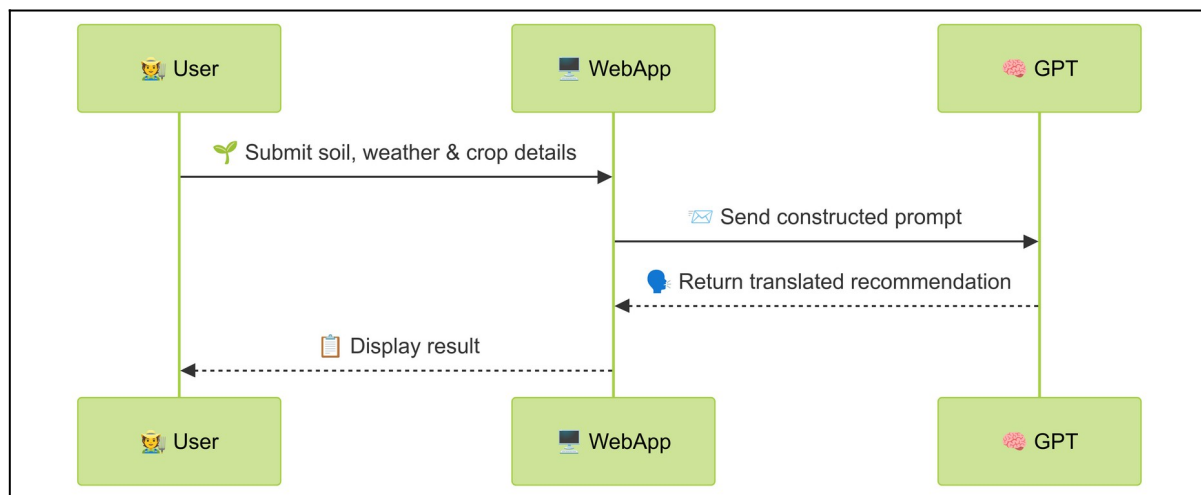 🧑‍🌾 User
🖥️ WebApp
🧠 GPT
🌱 Submit soil, weather & crop details
📨 Send constructed prompt
🗣️ Return translated recommendation
📋 Display result
🧑‍🌾 User
🖥️ WebApp
🧠 GPT